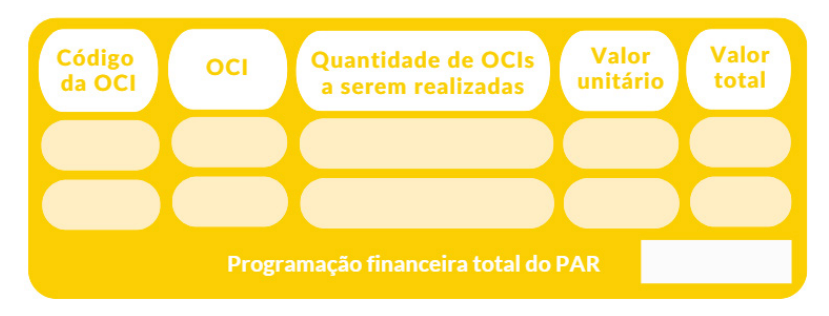 Código
da OCI
OCI
Quantidade de OCIs
a serem realizadas
Valor
unitário
Valor
total
Programação financeira total do PAR